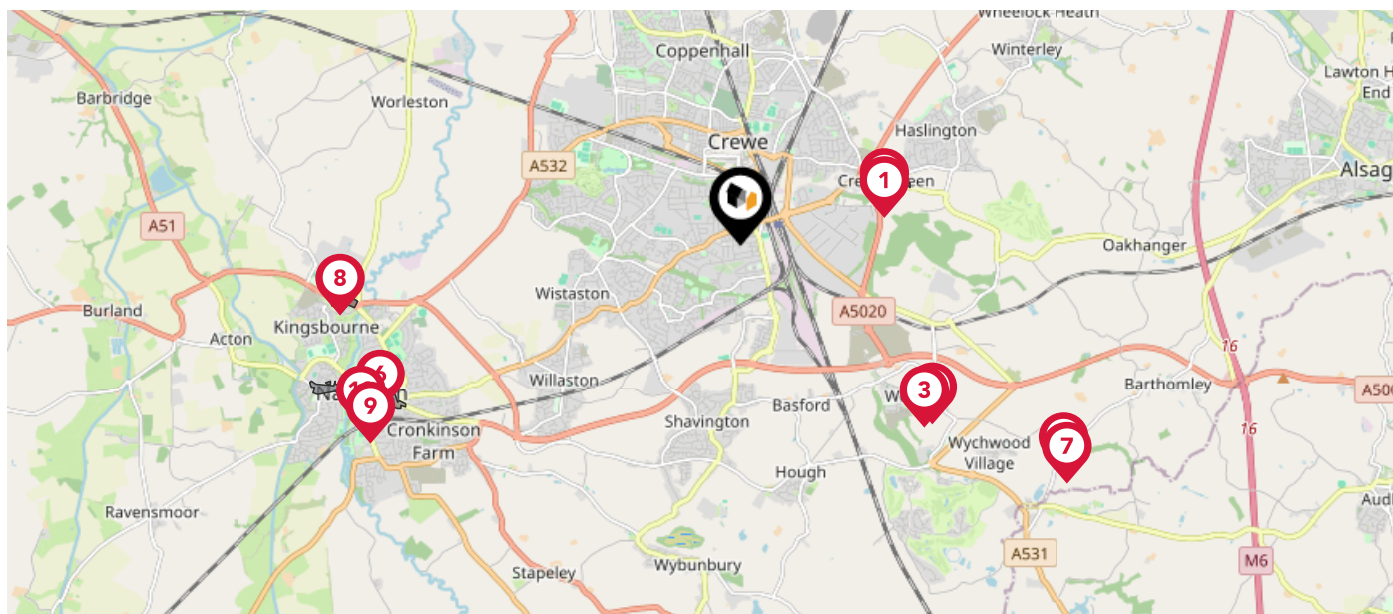 Wheelock Heath
Coppenhall
Winterley
Lawton H
End
Barbridge
Worleston
Haslington
Crewe
A532
Alsag
Cre
een
1
A51
Oakhanger
8
Wistaston
Burland
Kingsbourne
A5020
Acton
16
6
1
Na
n
9
Willaston
3
W
Barthomley
A500
Basford
Shavington
Cronkinson
Farm
16
7
Wychwood
Village
Hough
Ravensmoor
Audl
A531
M6
Wybunbury
Stapeley